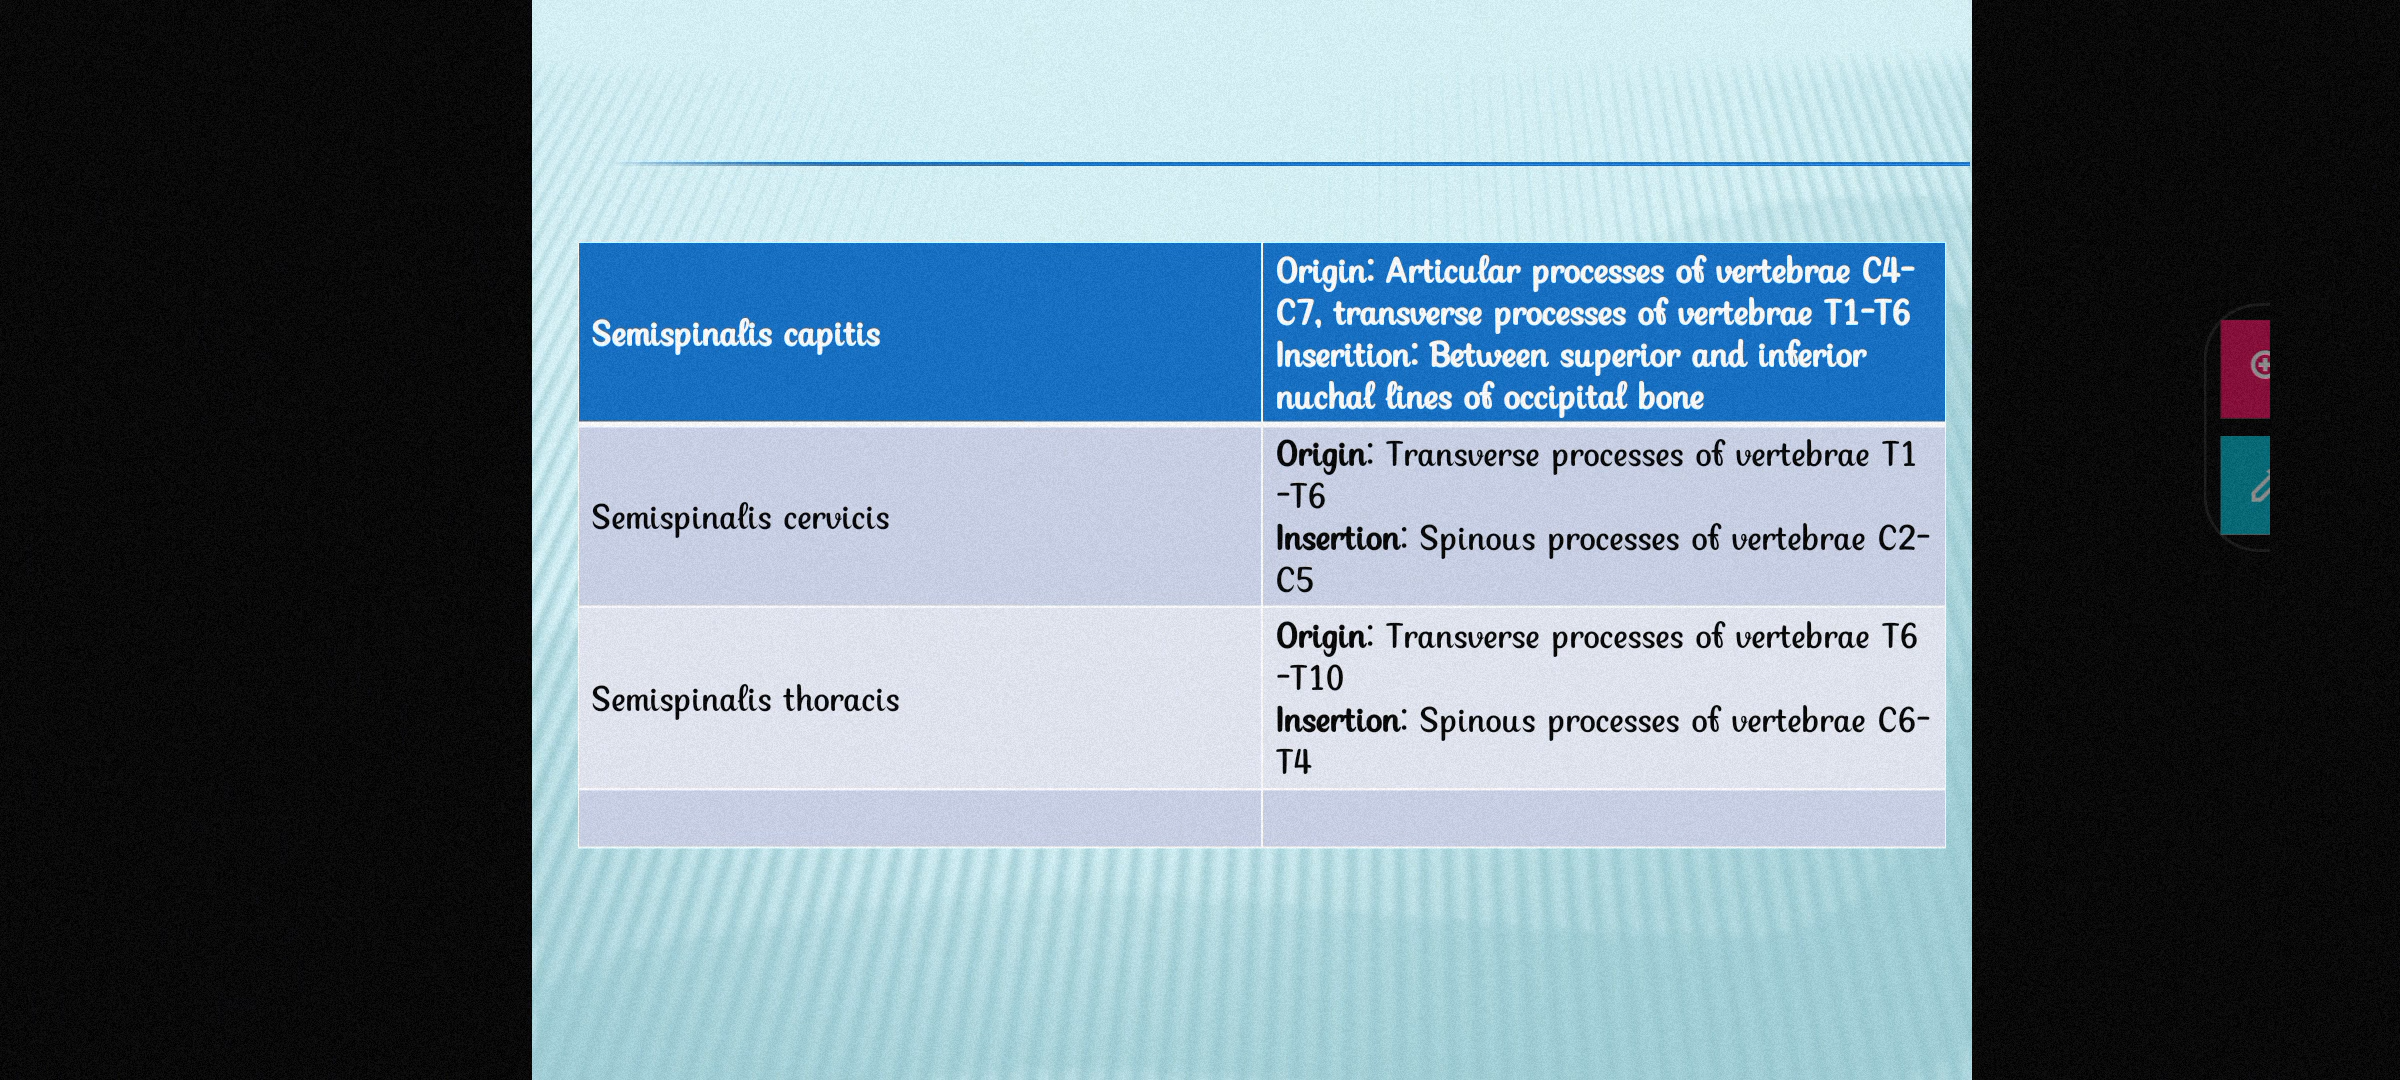 Semispinalis capitis
Origin: Articular processes of vertebrae C4-
C7, transverse processes of vertebrae T1-T6
Inserition: Between superior and inferior
nuchal lines of occipital bone
Semispinalis cervicis
Origin: Transverse processes of vertebrae T1
-T6
Insertion: Spinous processes of vertebrae C2-
C5
Semispinalis thoracis
Origin: Transverse processes of vertebrae T6
-T10
Insertion: Spinous processes of vertebrae C6-
T4